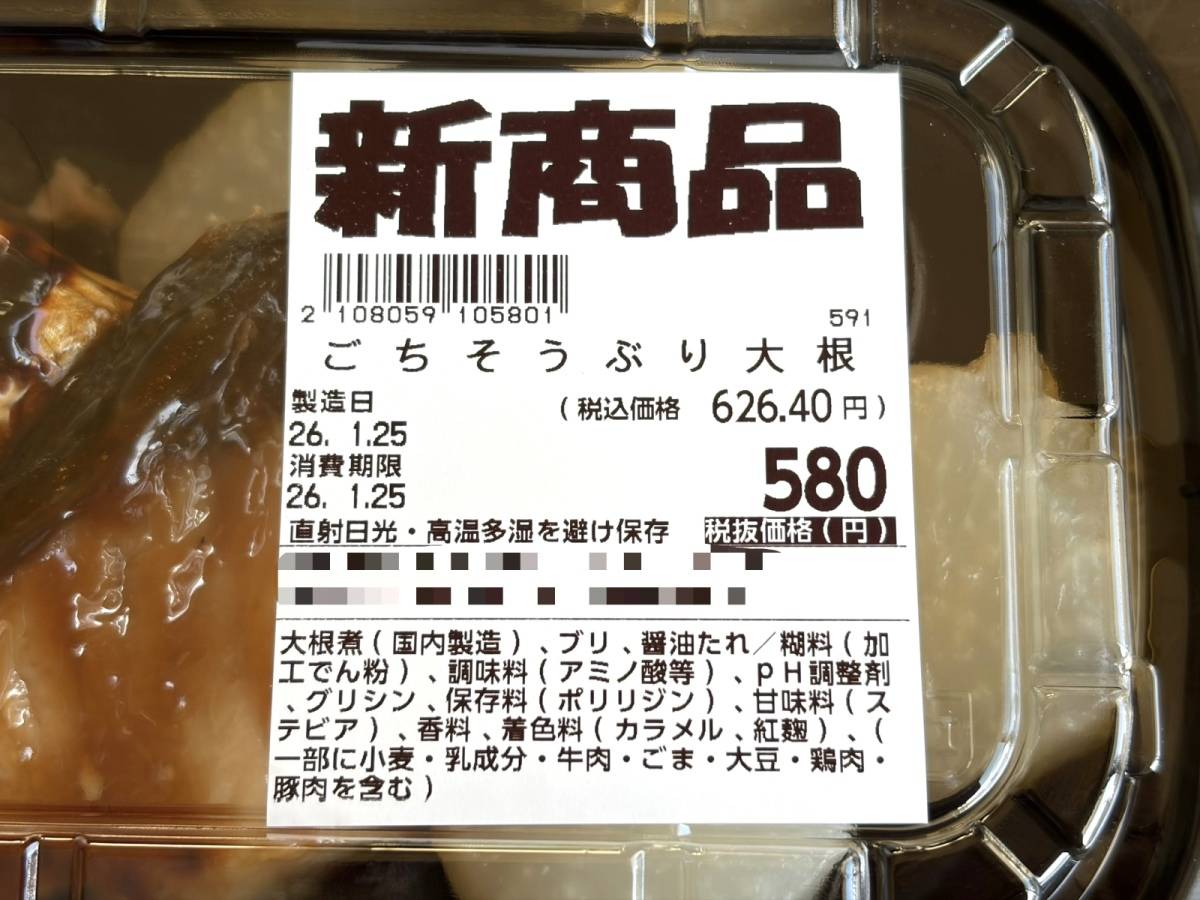 新商品
2 108059 105801
591
ごちそうぶり大根
製造日
(税込価格 626.40円)
26. 1.25
消費期限
580
26. 1.25
直射日光・高温多湿を避け保存
税抜価格(円)
大根煮(国内製造)、ブリ、醤油たれ/糊料(加
工でん粉)、調味料(アミノ酸等)、pH調整剤
、グリシン、保存料(ポリリジン)、甘味料(ス
テビア)、香料、着色料(カラメル、紅麹)、(
一部に小麦・乳成分・牛肉・ごま・大豆・鶏肉・
豚肉を含む)